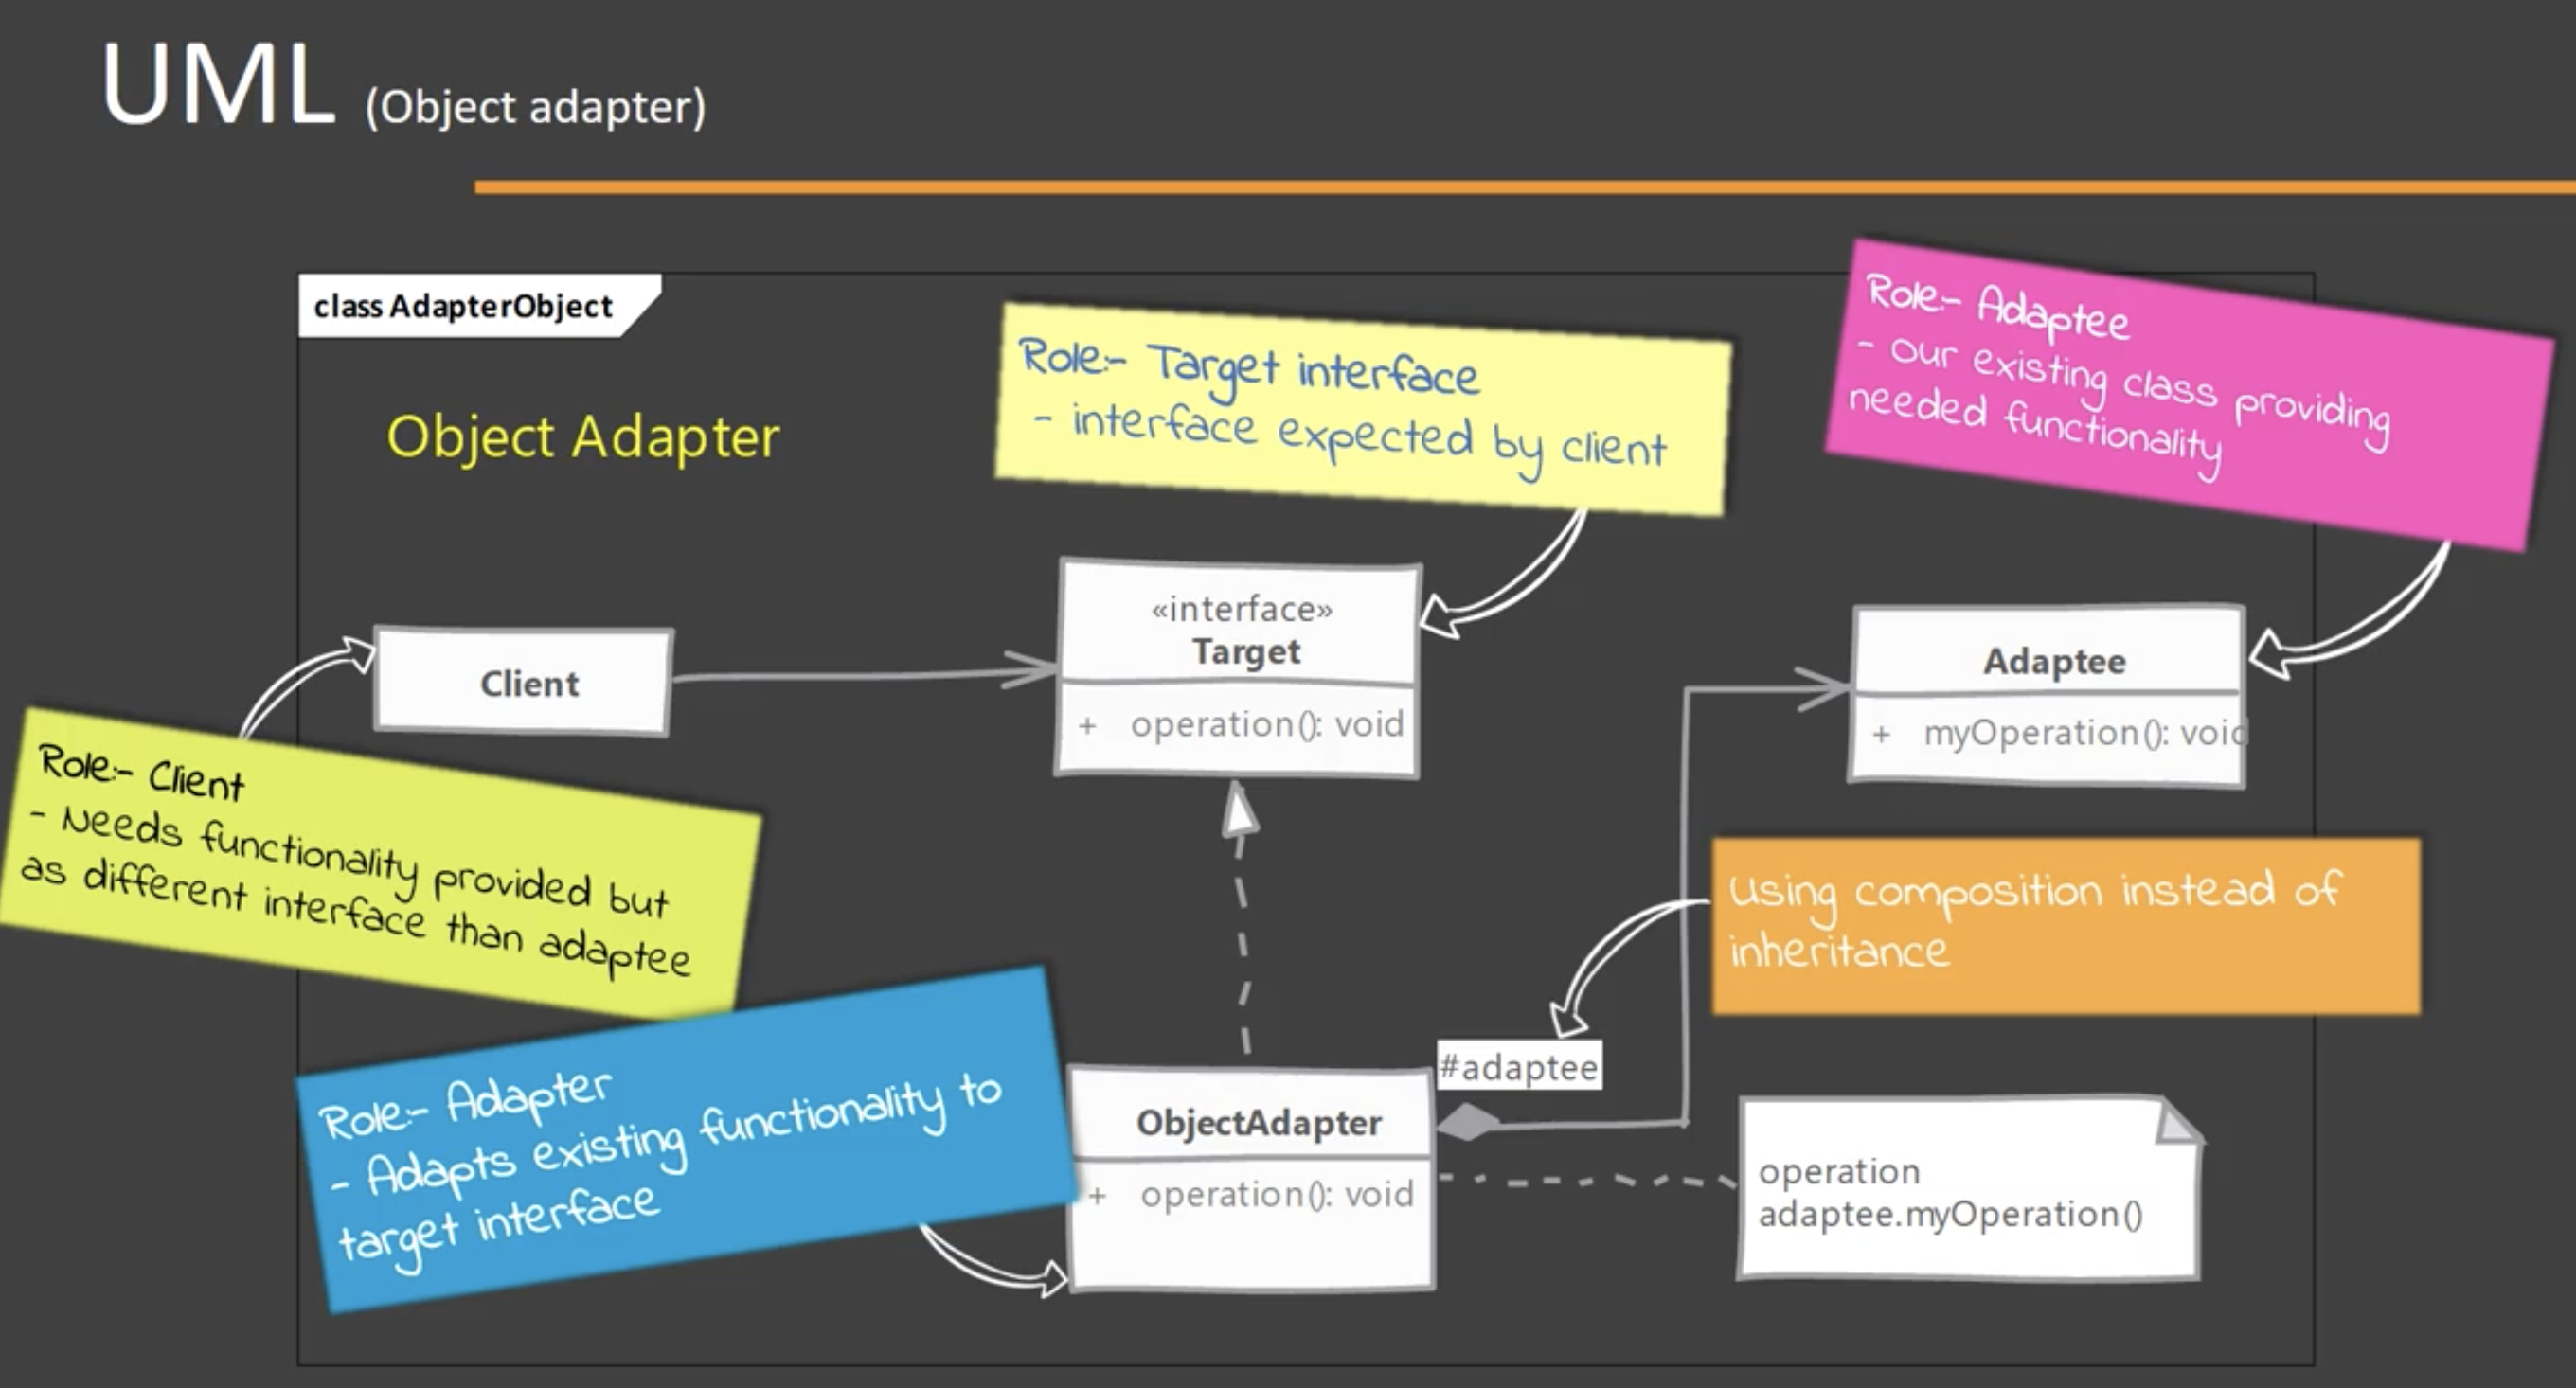 UML (Object adapter)
class AdapterObject
Object Adapter
Role:- Target interface
- interface expected by client
Role:- Adaptee
- Our existing class providing
needed functionality
Client
«interface»
Target
+ operation(): void
Adaptee
+ myOperation(): void
Role:- Client
- Needs functionality provided but
as different interface than adaptee
Using composition instead of
inheritance
Role:- Adapter
- Adapts existing functionality to
target interface
#adaptee
ObjectAdapter
+ operation(): void
operation
adaptee.myOperation()